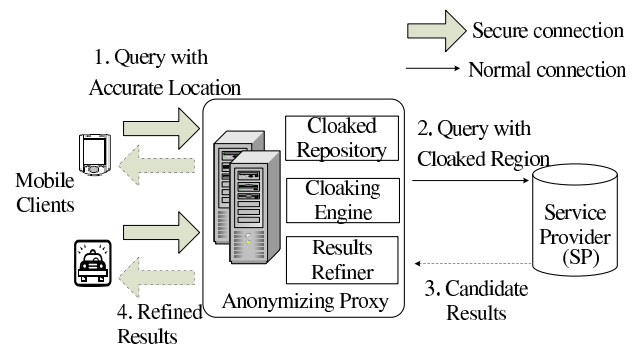 1. Query with
Accurate Location
Secure connection
Normal connection
2. Query with
Cloaked Region
Cloaked
Repository
Cloaking
Engine
Results
Refiner
Anonymizing Proxy
Mobile
Clients
Service
Provider
(SP)
3. Candidate
Results
4. Refined
Results